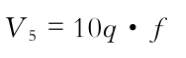 V₅ = 10q • f